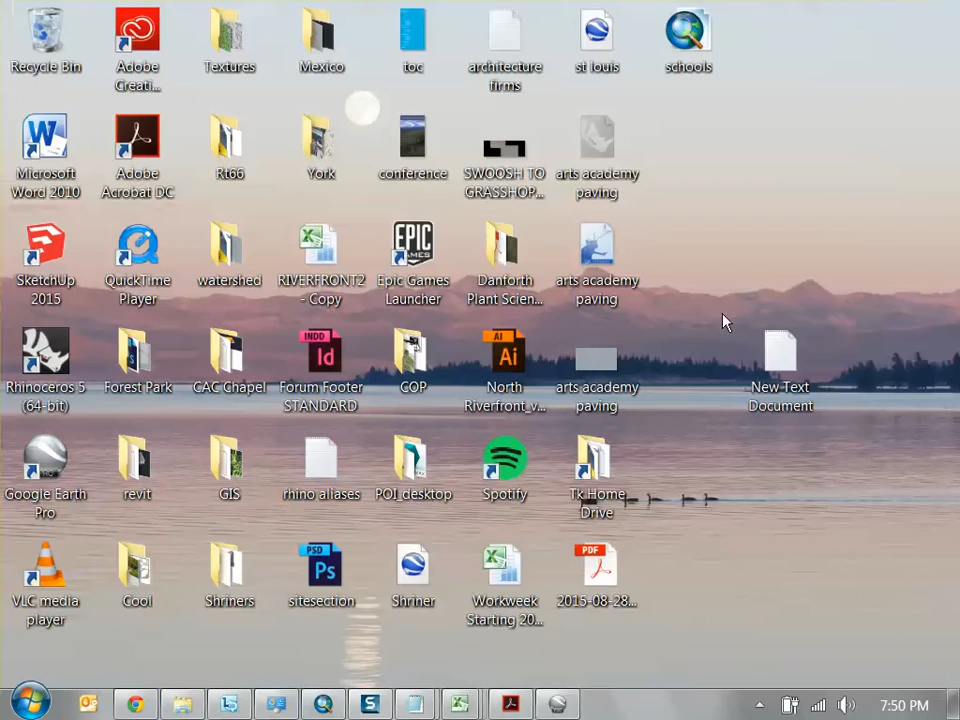 Recycle Bin
Adobe Creati...
Textures
Mexico
toc
architecture firms
st louis
schools
Microsoft Word 2010
Adobe Acrobat DC
Rt66
York
conference
SWOOSH TO GRASSHOP...
arts academy paving
SketchUp 2015
QuickTime Player
watershed
RIVERFRONT2 - Copy
EPIC GAMES
Epic Games Launcher
Danforth Plant Scien...
arts academy paving
Rhinoceros 5 (64-bit)
Forest Park
CAC Chapel
INDD
Id
Forum Footer STANDARD
COP
AI
Ai
North Riverfront_v...
arts academy paving
New Text Document
Google Earth Pro
revit
GIS
rhino aliases
POI_desktop
Spotify
Tk Home Drive
VLC media player
Cool
Shriners
PSD
Ps
sitesection
Shriner
Workweek Starting 20...
PDF
2015-08-28...
7:50 PM